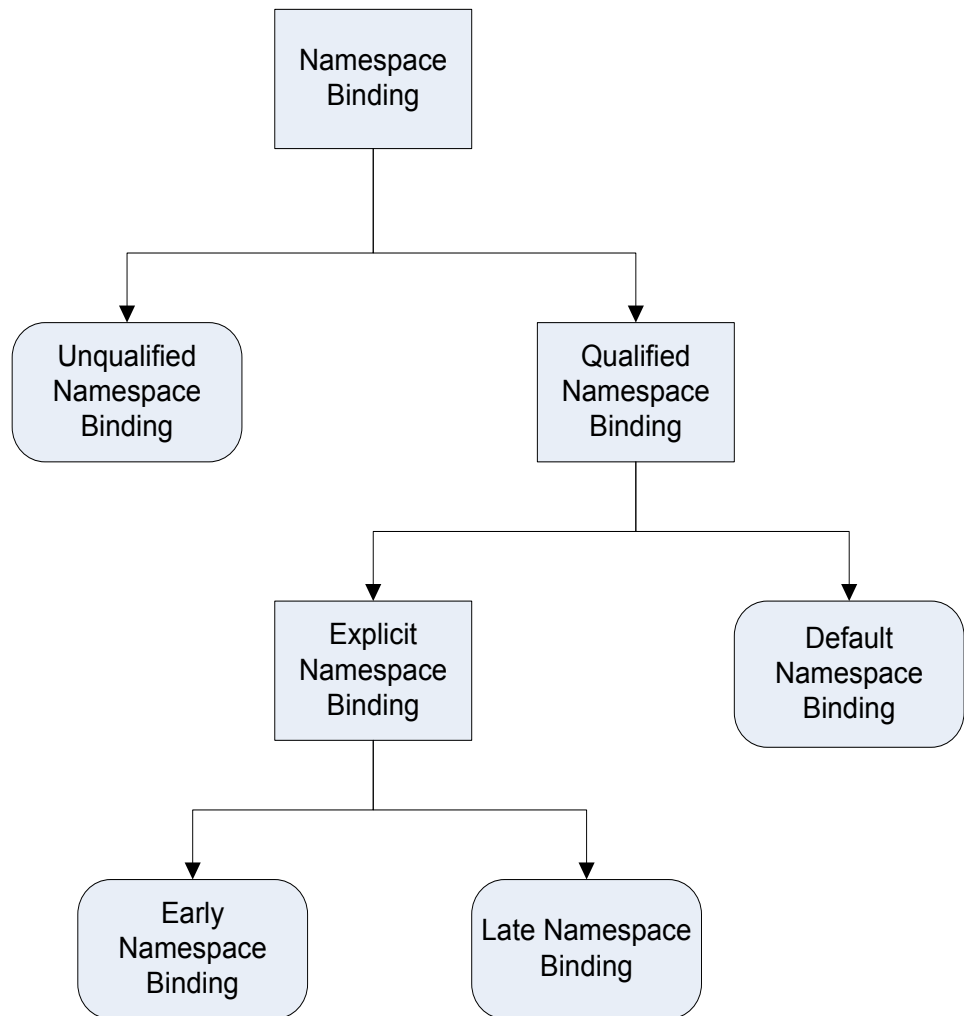 Namespace
Binding
Unqualified
Namespace
Binding
Qualified
Namespace
Binding
Explicit
Namespace
Binding
Default
Namespace
Binding
Early
Namespace
Binding
Late Namespace
Binding